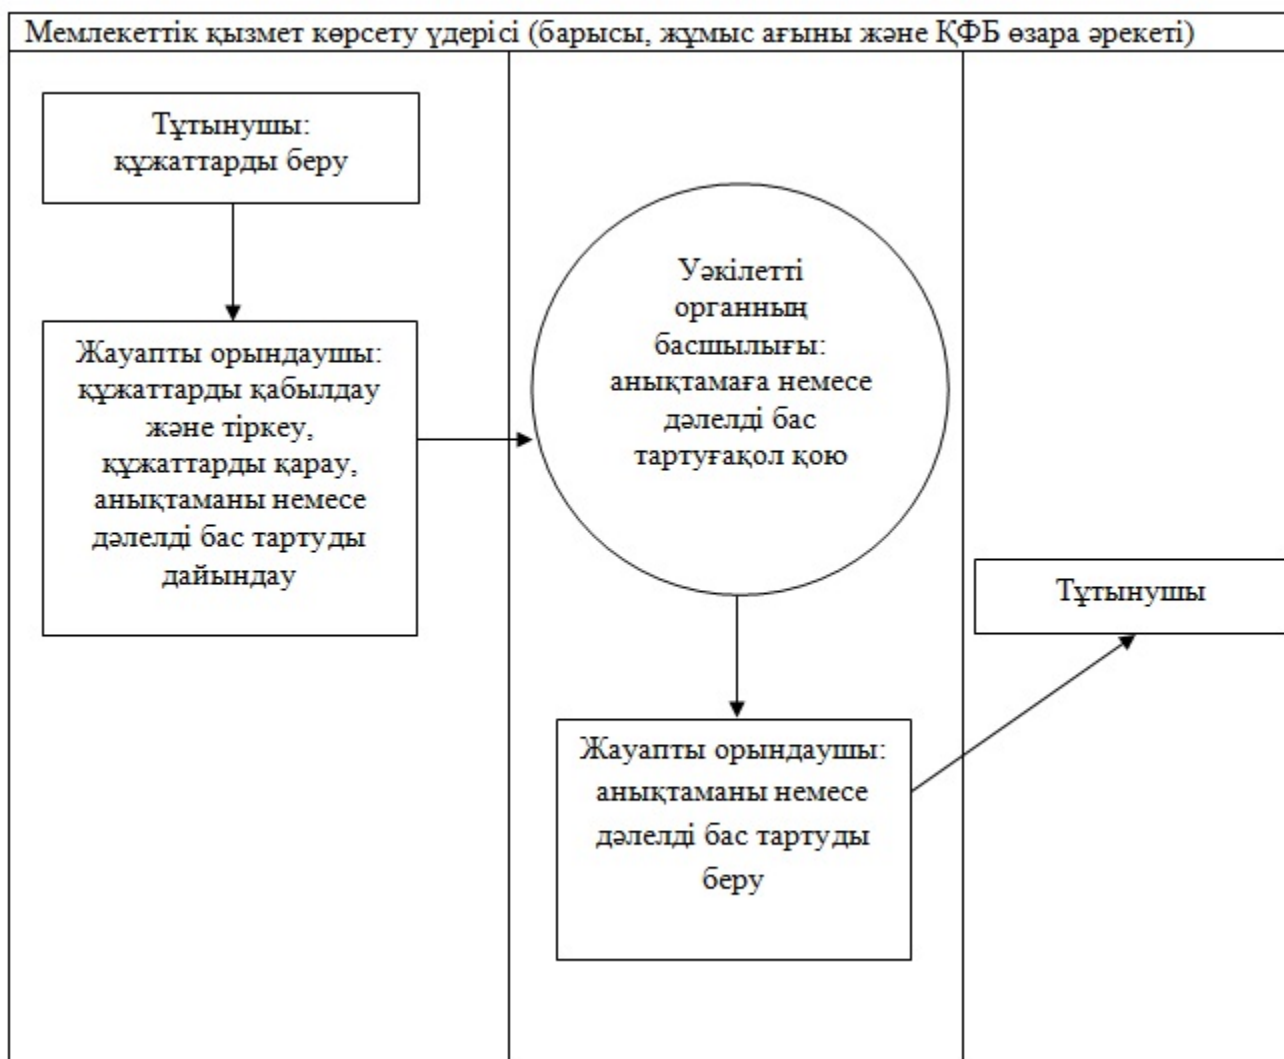 Мемлекеттік қызмет көрсету үдерісі (барысы, жұмыс ағыны және ҚФБ өзара әрекеті)
Тұтынушы:
құжаттарды беру
Жауапты орындаушы:
құжаттарды қабылдау
және тіркеу,
құжаттарды қарау,
анықтаманы немесе
дәлелді бас тартуды
дайындау
Уәкілетті
органның
басшылығы:
анықтамаға немесе
дәлелді бас
тартуғақол қою
Жауапты орындаушы:
анықтаманы немесе
дәлелді бас тартуды
беру
Тұтынушы